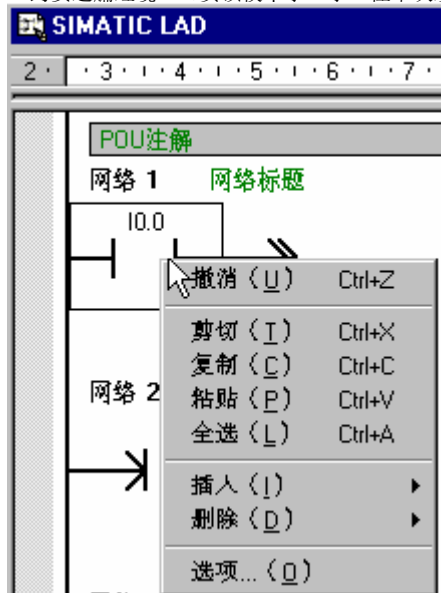 SIMATIC LAD
2 · · 3 · ı · 4 · ı · 5 · ı · 6 · ı · 7 ·
POU注解
网络 1 网络标题
I0.0
撤消（U） Ctrl+Z
剪切（T） Ctrl+X
复制（C） Ctrl+C
网络 2
粘贴（P） Ctrl+V
全选（L） Ctrl+A
插入（I）
删除（D）
选项...（O）